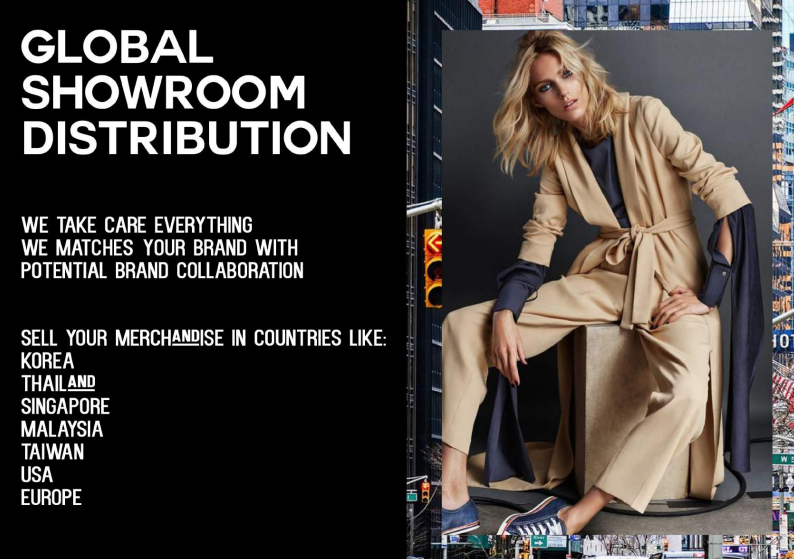 GLOBAL
SHOWROOM
DISTRIBUTION
WE TAKE CARE EVERYTHING
WE MATCHES YOUR BRAND WITH
POTENTIAL BRAND COLLABORATION
SELL YOUR MERCHANDISE IN COUNTRIES LIKE:
KOREA
THAILAND
SINGAPORE
MALAYSIA
TAIWAN
USA
EUROPE